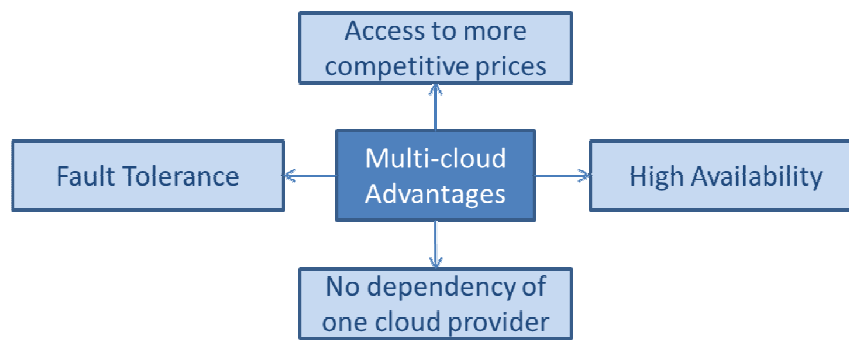 Access to more
competitive prices
Fault Tolerance
Multi-cloud
Advantages
High Availability
No dependency of
one cloud provider